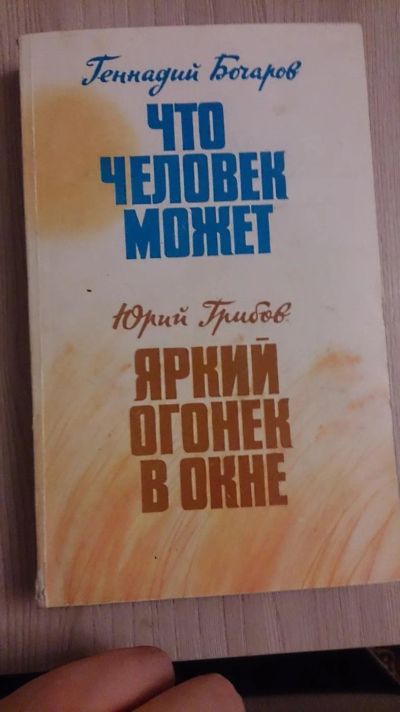 Геннадий Бочаров
ЧТО
ЧЕЛОВЕК
МОЖЕТ
Юрий Грибов
ЯРКИЙ
ОГОНЕК
В ОКНЕ